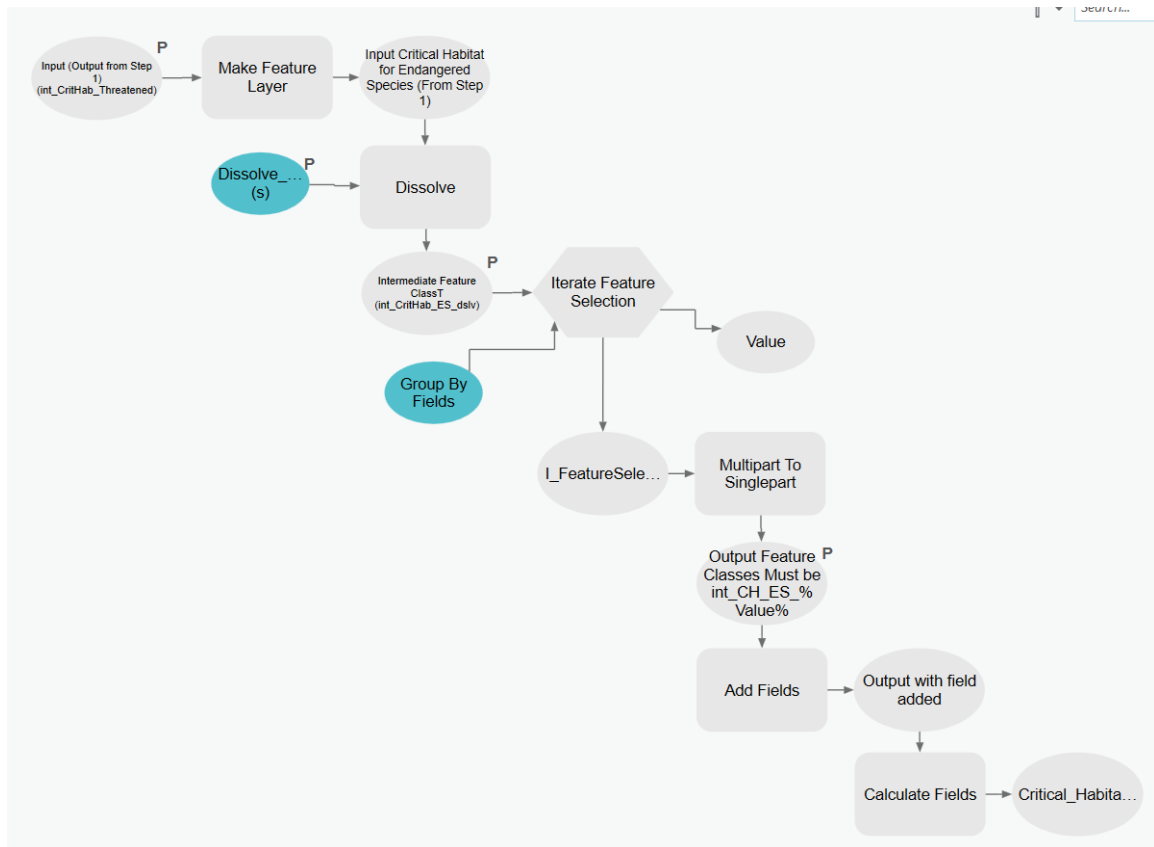 Search...
P
Input (Output from Step
1)
(int_CritHab_Threatened)
Make Feature
Layer
Input Critical Habitat
for Endangered
Species (From Step
1)
P
Dissolve_...
(s)
Dissolve
P
Intermediate Feature
ClassT
(int_CritHab_ES_dslv)
Iterate Feature
Selection
Value
Group By
Fields
I_FeatureSele...
Multipart To
Singlepart
P
Output Feature
Classes Must be
int_CH_ES_%
Value%
Add Fields
Output with field
added
Calculate Fields
Critical_Habita...